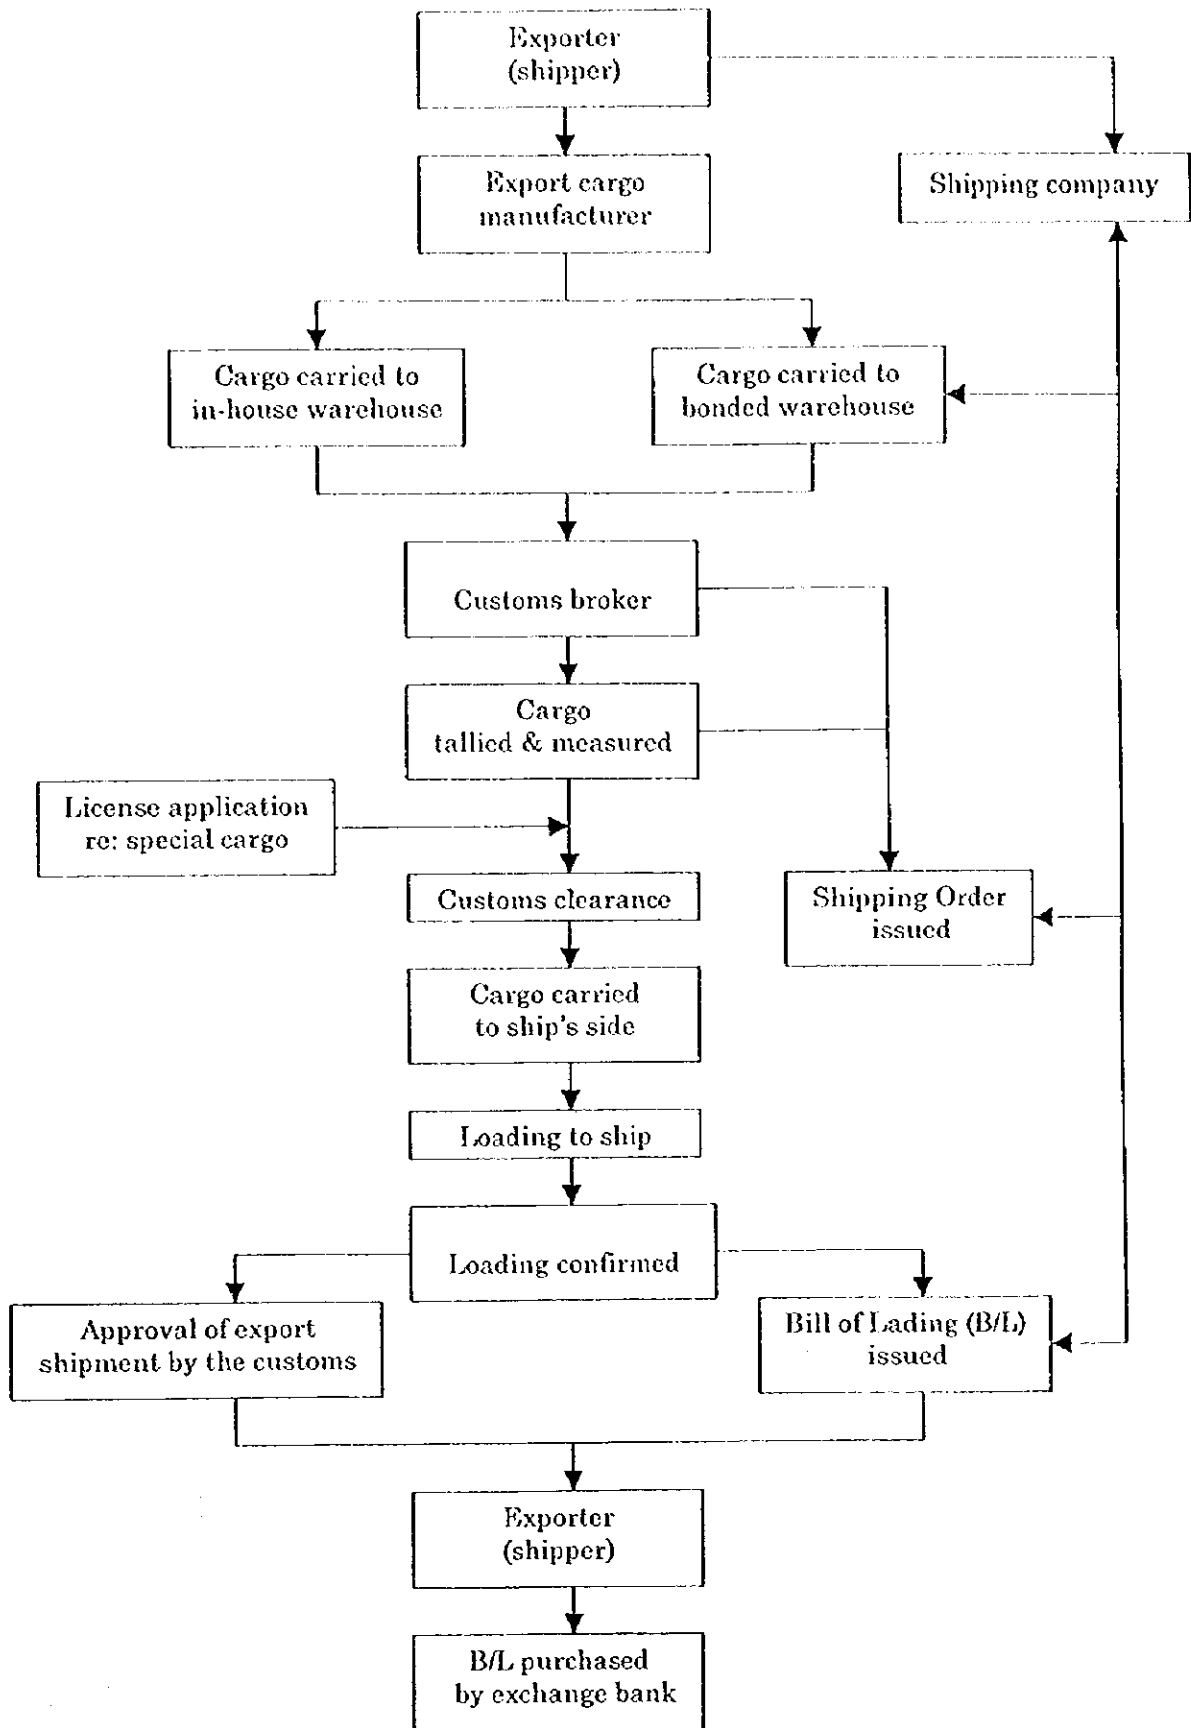 Exporter
(shipper)
Export cargo
manufacturer
Shipping company
Cargo carried to
in-house warehouse
Cargo carried to
bonded warehouse
Customs broker
Cargo
tallied & measured
License application
re: special cargo
Customs clearance
Shipping Order
issued
Cargo carried
to ship's side
Loading to ship
Loading confirmed
Approval of export
shipment by the customs
Bill of Lading (B/L)
issued
Exporter
(shipper)
B/L purchased
by exchange bank